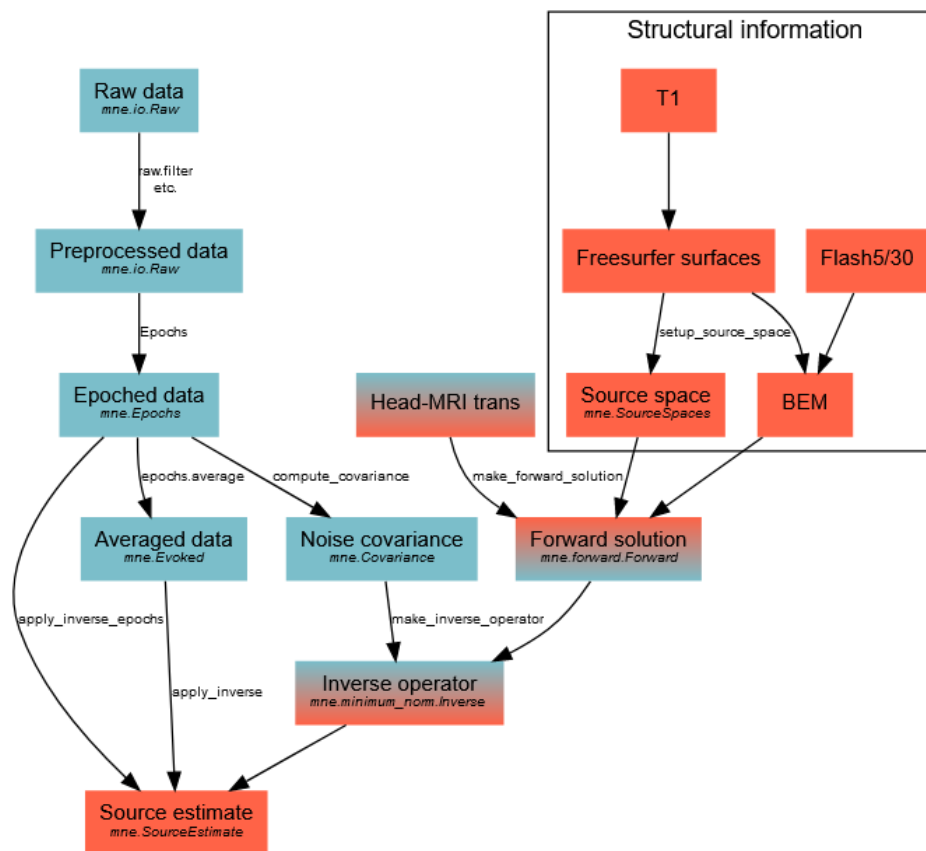 Structural information
Raw data
mne.io.Raw
T1
raw.filter
etc.
Preprocessed data
mne.io.Raw
Freesurfer surfaces
Flash5/30
Epochs
setup_source_space
Epoched data
mne.Epochs
Head-MRI trans
Source space
mne.SourceSpaces
BEM
epochs.average
compute_covariance
make_forward_solution
Averaged data
mne.Evoked
Noise covariance
mne.Covariance
Forward solution
mne.forward.Forward
apply_inverse_epochs
make_inverse_operator
Inverse operator
mne.minimum_norm.Inverse
apply_inverse
Source estimate
mne.SourceEstimate